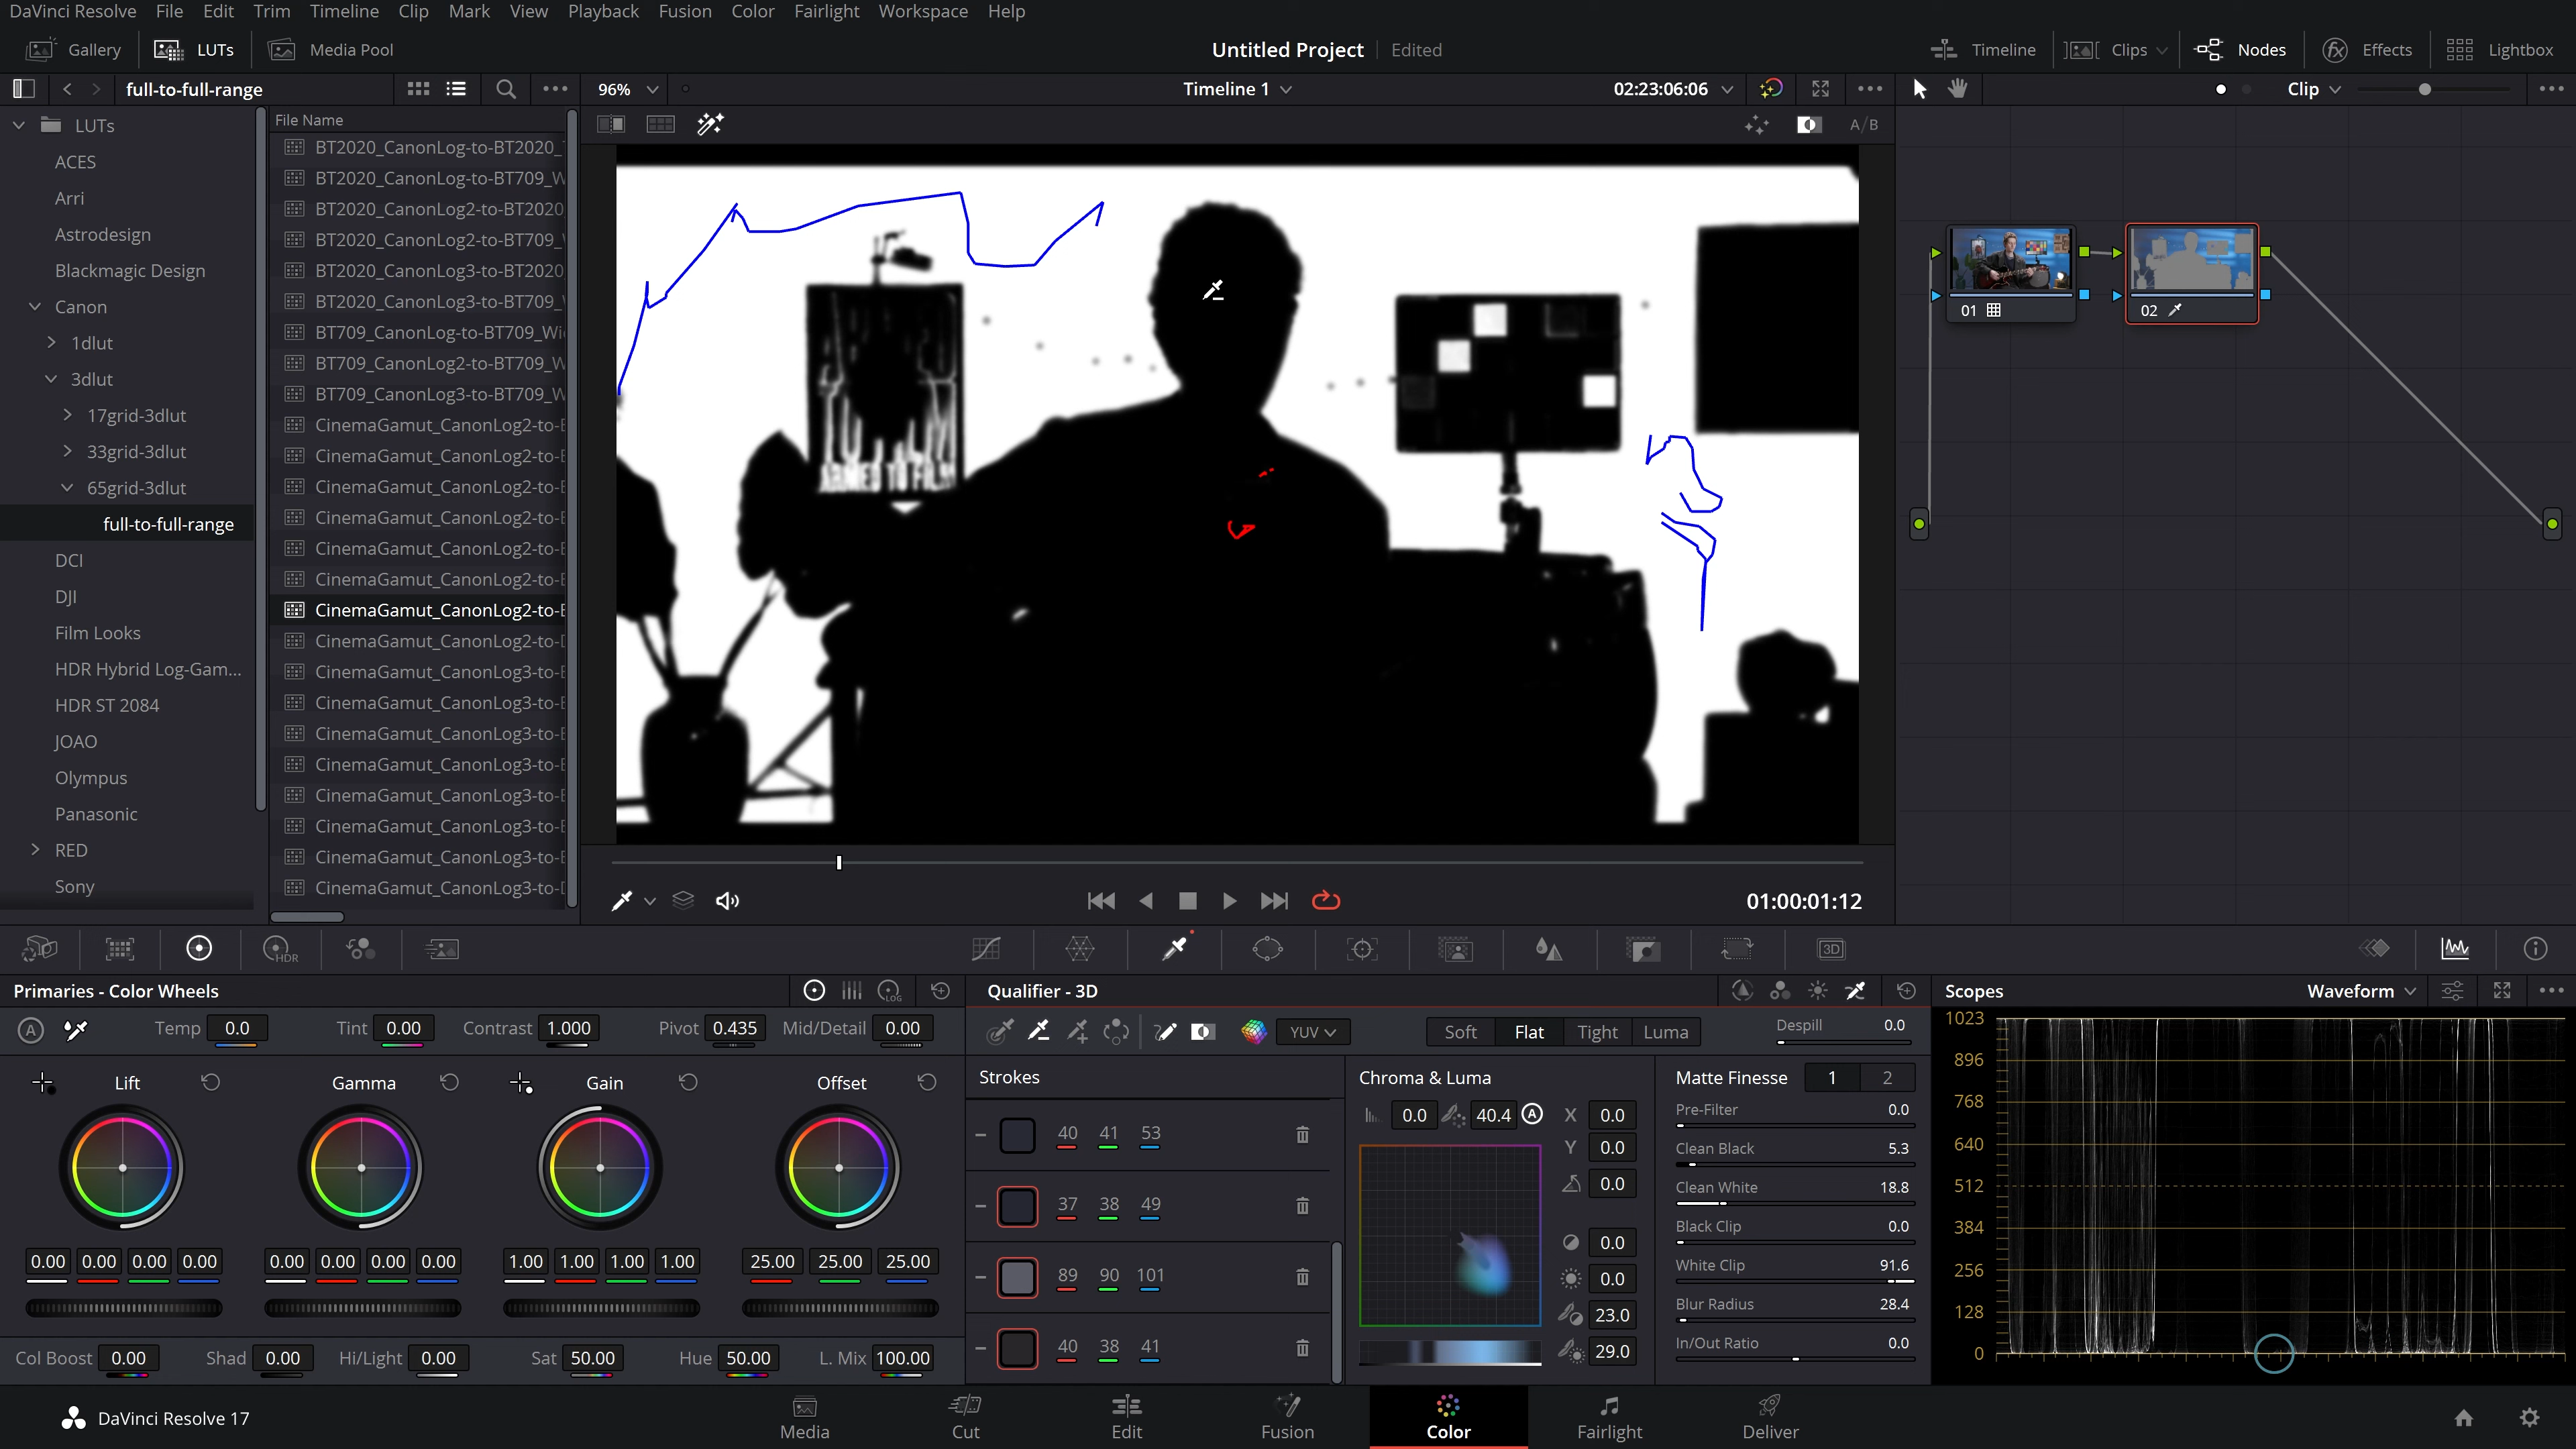 DaVinci Resolve File Edit Trim Timeline Clip Mark View Playback Fusion Color Fairlight Workspace Help
Gallery LUTs Media Pool Untitled Project Edited Timeline Clips Nodes Effects Lightbox
full-to-full-range 96% Timeline 1 02:23:06:06 Clip
A/B
LUTs
ACES
Arri
Astrodesign
Blackmagic Design
Canon
1dlut
3dlut
17grid-3dlut
33grid-3dlut
65grid-3dlut
full-to-full-range
DCI
DJI
Film Looks
HDR Hybrid Log-Gam...
HDR ST 2084
JOAO
Olympus
Panasonic
RED
Sony
File Name
BT2020_CanonLog-to-BT2020_
BT2020_CanonLog-to-BT709_W
BT2020_CanonLog2-to-BT2020
BT2020_CanonLog2-to-BT709_
BT2020_CanonLog3-to-BT2020
BT2020_CanonLog3-to-BT709_
BT709_CanonLog-to-BT709_Wi
BT709_CanonLog2-to-BT709_W
BT709_CanonLog3-to-BT709_W
CinemaGamut_CanonLog2-to-
CinemaGamut_CanonLog2-to-
CinemaGamut_CanonLog2-to-
CinemaGamut_CanonLog2-to-
CinemaGamut_CanonLog2-to-
CinemaGamut_CanonLog2-to-
CinemaGamut_CanonLog2-to-
CinemaGamut_CanonLog2-to-
CinemaGamut_CanonLog3-to-
CinemaGamut_CanonLog3-to-
CinemaGamut_CanonLog3-to-
CinemaGamut_CanonLog3-to-
CinemaGamut_CanonLog3-to-
CinemaGamut_CanonLog3-to-
CinemaGamut_CanonLog3-to-
CinemaGamut_CanonLog3-to-
ARMED TO FILM
01
02
01:00:01:12
HDR
3D
Primaries - Color Wheels
LOG
A Temp 0.0 Tint 0.00 Contrast 1.000 Pivot 0.435 Mid/Detail 0.00
Lift Gamma Gain Offset
0.00 0.00 0.00 0.00 0.00 0.00 0.00 0.00 1.00 1.00 1.00 1.00 25.00 25.00 25.00
Col Boost 0.00 Shad 0.00 Hi/Light 0.00 Sat 50.00 Hue 50.00 L. Mix 100.00
Qualifier - 3D
YUV Soft Flat Tight Luma Despill 0.0
Strokes
40 41 53
37 38 49
89 90 101
40 38 41
Chroma & Luma
0.0 40.4 A X 0.0
Y 0.0
0.0
0.0
0.0
23.0
29.0
Matte Finesse 1 2
Pre-Filter 0.0
Clean Black 5.3
Clean White 18.8
Black Clip 0.0
White Clip 91.6
Blur Radius 28.4
In/Out Ratio 0.0
Scopes Waveform
1023
896
768
640
512
384
256
128
0
DaVinci Resolve 17 Media Cut Edit Fusion Color Fairlight Deliver